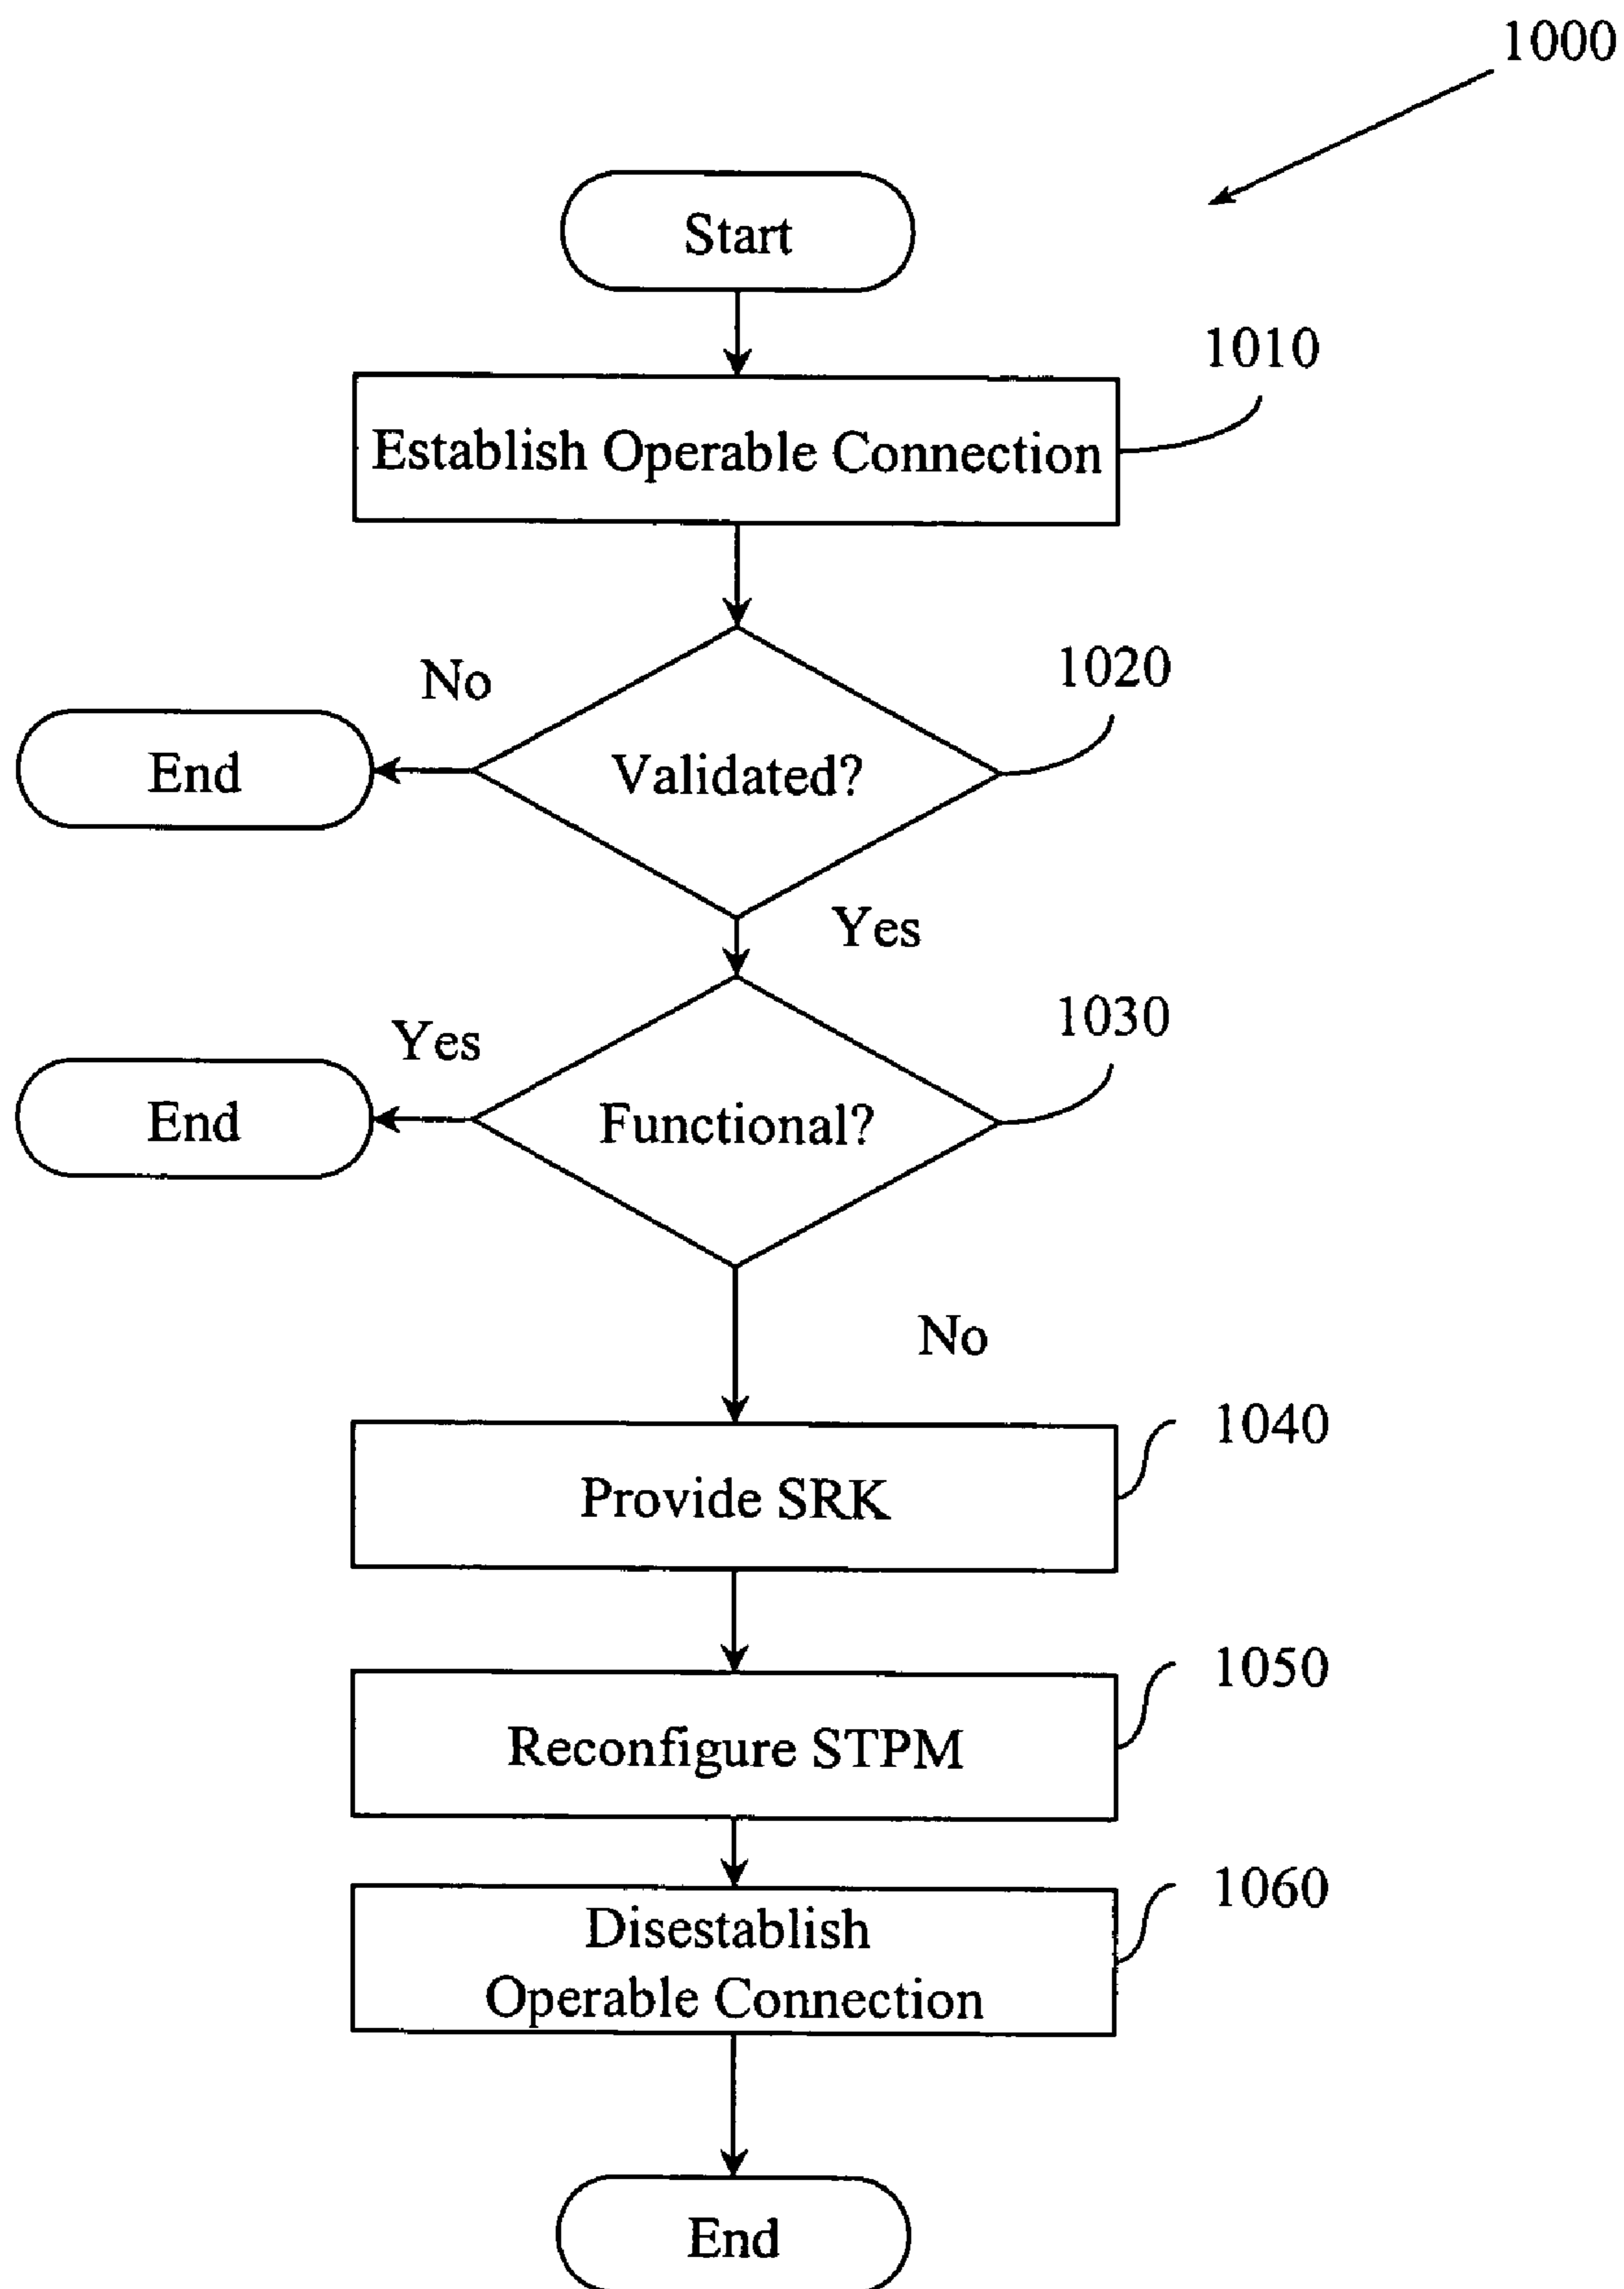 1000
Start
1010
Establish Operable Connection
No
1020
End
Validated?
Yes
Yes
1030
End
Functional?
No
1040
Provide SRK
1050
Reconfigure STPM
1060
Disestablish
Operable Connection
End